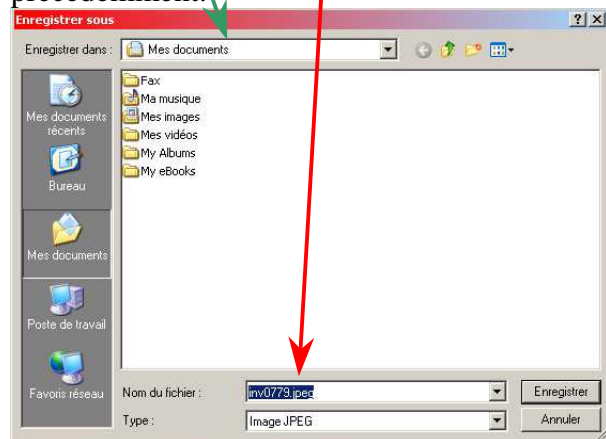 précédemment.
Enregistrer sous
Enregistrer dans :
Mes documents
Fax
Ma musique
Mes images
Mes vidéos
My Albums
My eBooks
Mes documents
récents
Bureau
Mes documents
Poste de travail
Favoris réseau
Nom du fichier :
inv0779.jpeg
Enregistrer
Type :
Image JPEG
Annuler